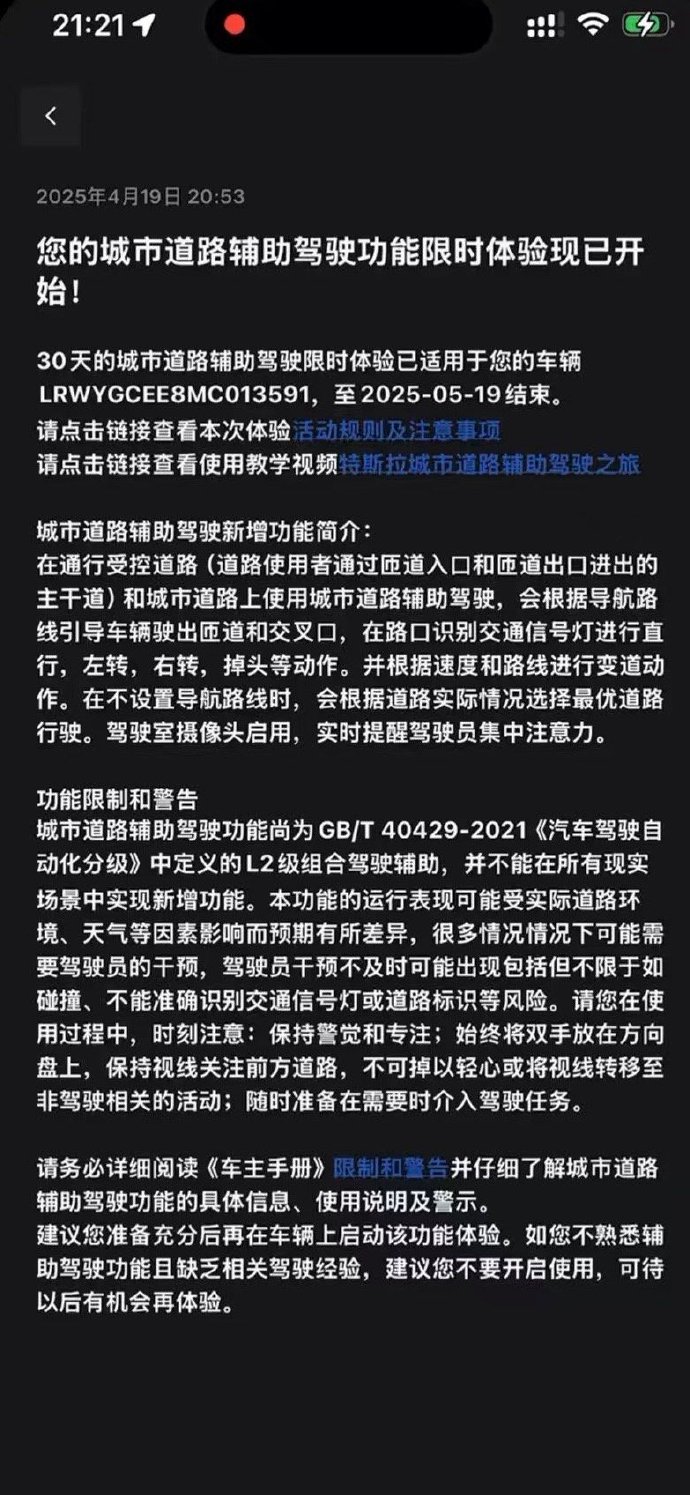 21:21
2025年4月19日 20:53
您的城市道路辅助驾驶功能限时体验现已开
始！
30天的城市道路辅助驾驶限时体验已适用于您的车辆
LRWYGCEE8MC013591，至2025-05-19结束。
请点击链接查看本次体验活动规则及注意事项
请点击链接查看使用教学视频特斯拉城市道路辅助驾驶之旅
城市道路辅助驾驶新增功能简介：
在通行受控道路（道路使用者通过匝道入口和匝道出口进出的
主干道）和城市道路上使用城市道路辅助驾驶，会根据导航路
线引导车辆驶出匝道和交叉口，在路口识别交通信号灯进行直
行，左转，右转，掉头等动作。并根据速度和路线进行变道动
作。在不设置导航路线时，会根据道路实际情况选择最优道路
行驶。驾驶室摄像头启用，实时提醒驾驶员集中注意力。
功能限制和警告
城市道路辅助驾驶功能尚为GB/T 40429-2021《汽车驾驶自
动化分级》中定义的L2级组合驾驶辅助，并不能在所有现实
场景中实现新增功能。本功能的运行表现可能受实际道路环
境、天气等因素影响而预期有所差异，很多情况情况下可能需
要驾驶员的干预，驾驶员干预不及时可能出现包括但不限于如
碰撞、不能准确识别交通信号灯或道路标识等风险。请您在使
用过程中，时刻注意：保持警觉和专注；始终将双手放在方向
盘上，保持视线关注前方道路，不可掉以轻心或将视线转移至
非驾驶相关的活动；随时准备在需要时介入驾驶任务。
请务必详细阅读《车主手册》限制和警告并仔细了解城市道路
辅助驾驶功能的具体信息、使用说明及警示。
建议您准备充分后再在车辆上启动该功能体验。如您不熟悉辅
助驾驶功能且缺乏相关驾驶经验，建议您不要开启使用，可待
以后有机会再体验。